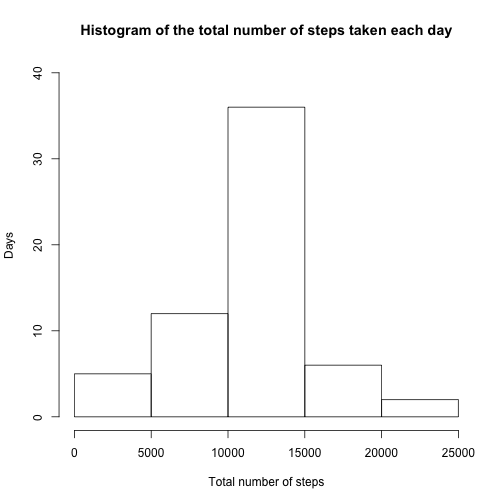 Histogram of the total number of steps taken each day
40
30
20
10
0
Days
0 5000 10000 15000 20000 25000
Total number of steps